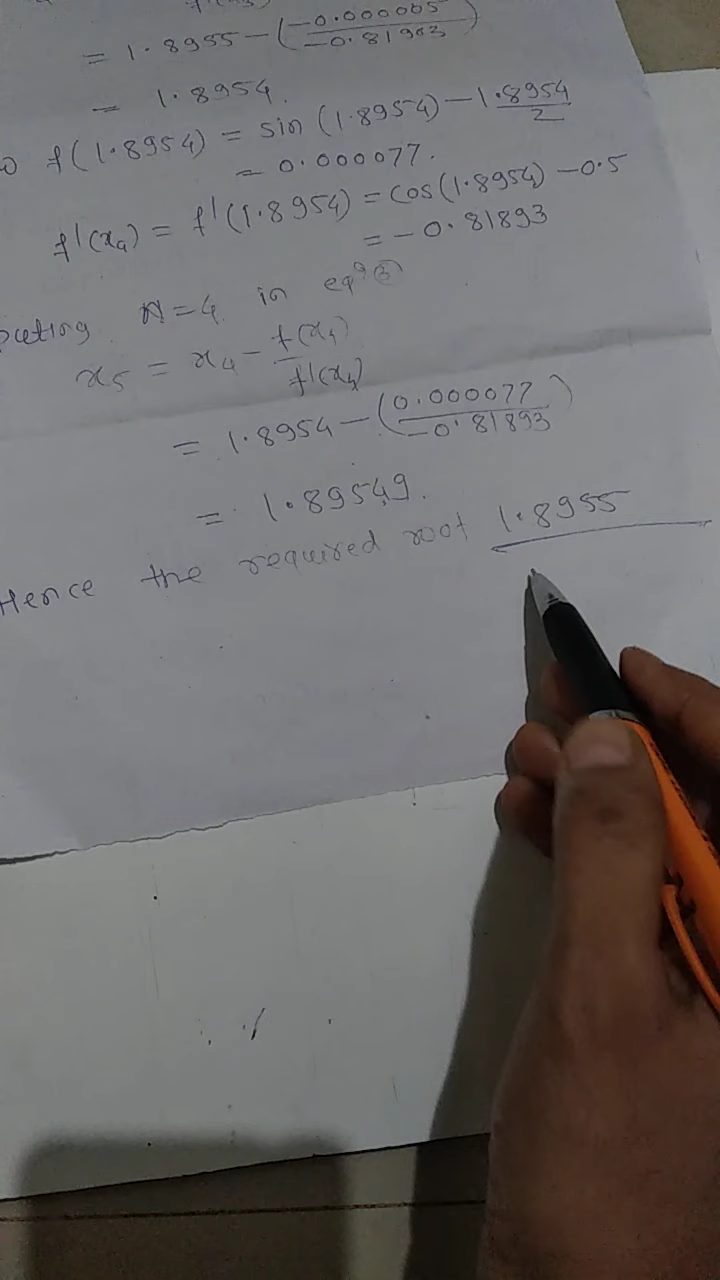 = 1.8955 - (-0.000005 / -0.81903)
= 1.8954.
f(1.8954) = sin (1.8954) - 1.8954/2
= 0.000077.
f'(x₄) = f'(1.8954) = cos(1.8954) - 0.5
= -0.81893
N=4 in eqⁿ
x₅ = x₄ - f(x₄)/f'(x₄)
= 1.8954 - (0.000077 / -0.81893)
= 1.89549.
Hence the required root 1.8955